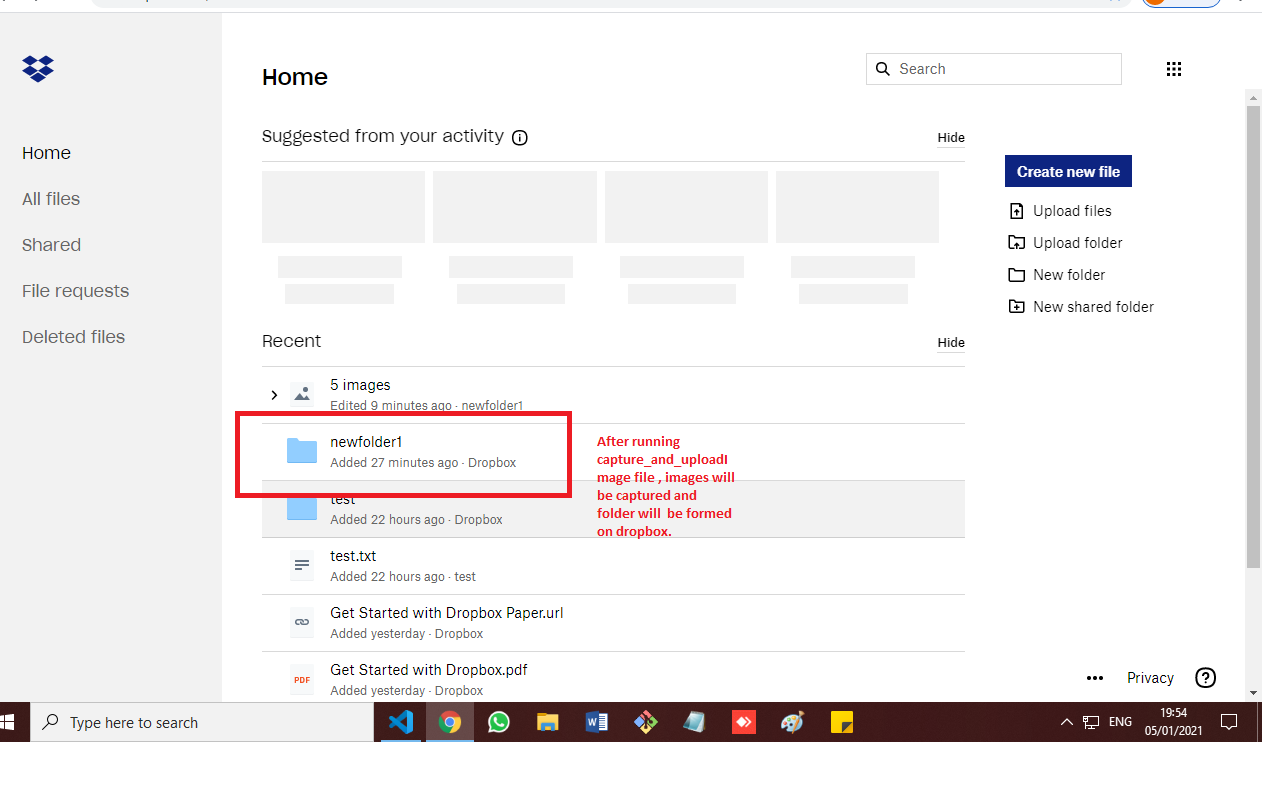 Home
Search
Suggested from your activity
Hide
Home
All files
Shared
File requests
Deleted files
Create new file
Upload files
Upload folder
New folder
New shared folder
Recent
Hide
5 images
Edited 9 minutes ago · newfolder1
newfolder1
Added 27 minutes ago · Dropbox
After running
capture_and_uploadI
mage file , images will
be captured and
folder will be formed
on dropbox.
test
Added 22 hours ago · Dropbox
test.txt
Added 22 hours ago · test
Get Started with Dropbox Paper.url
Added yesterday · Dropbox
PDF
Get Started with Dropbox.pdf
Added yesterday · Dropbox
Privacy
Type here to search
ENG
19:54
05/01/2021